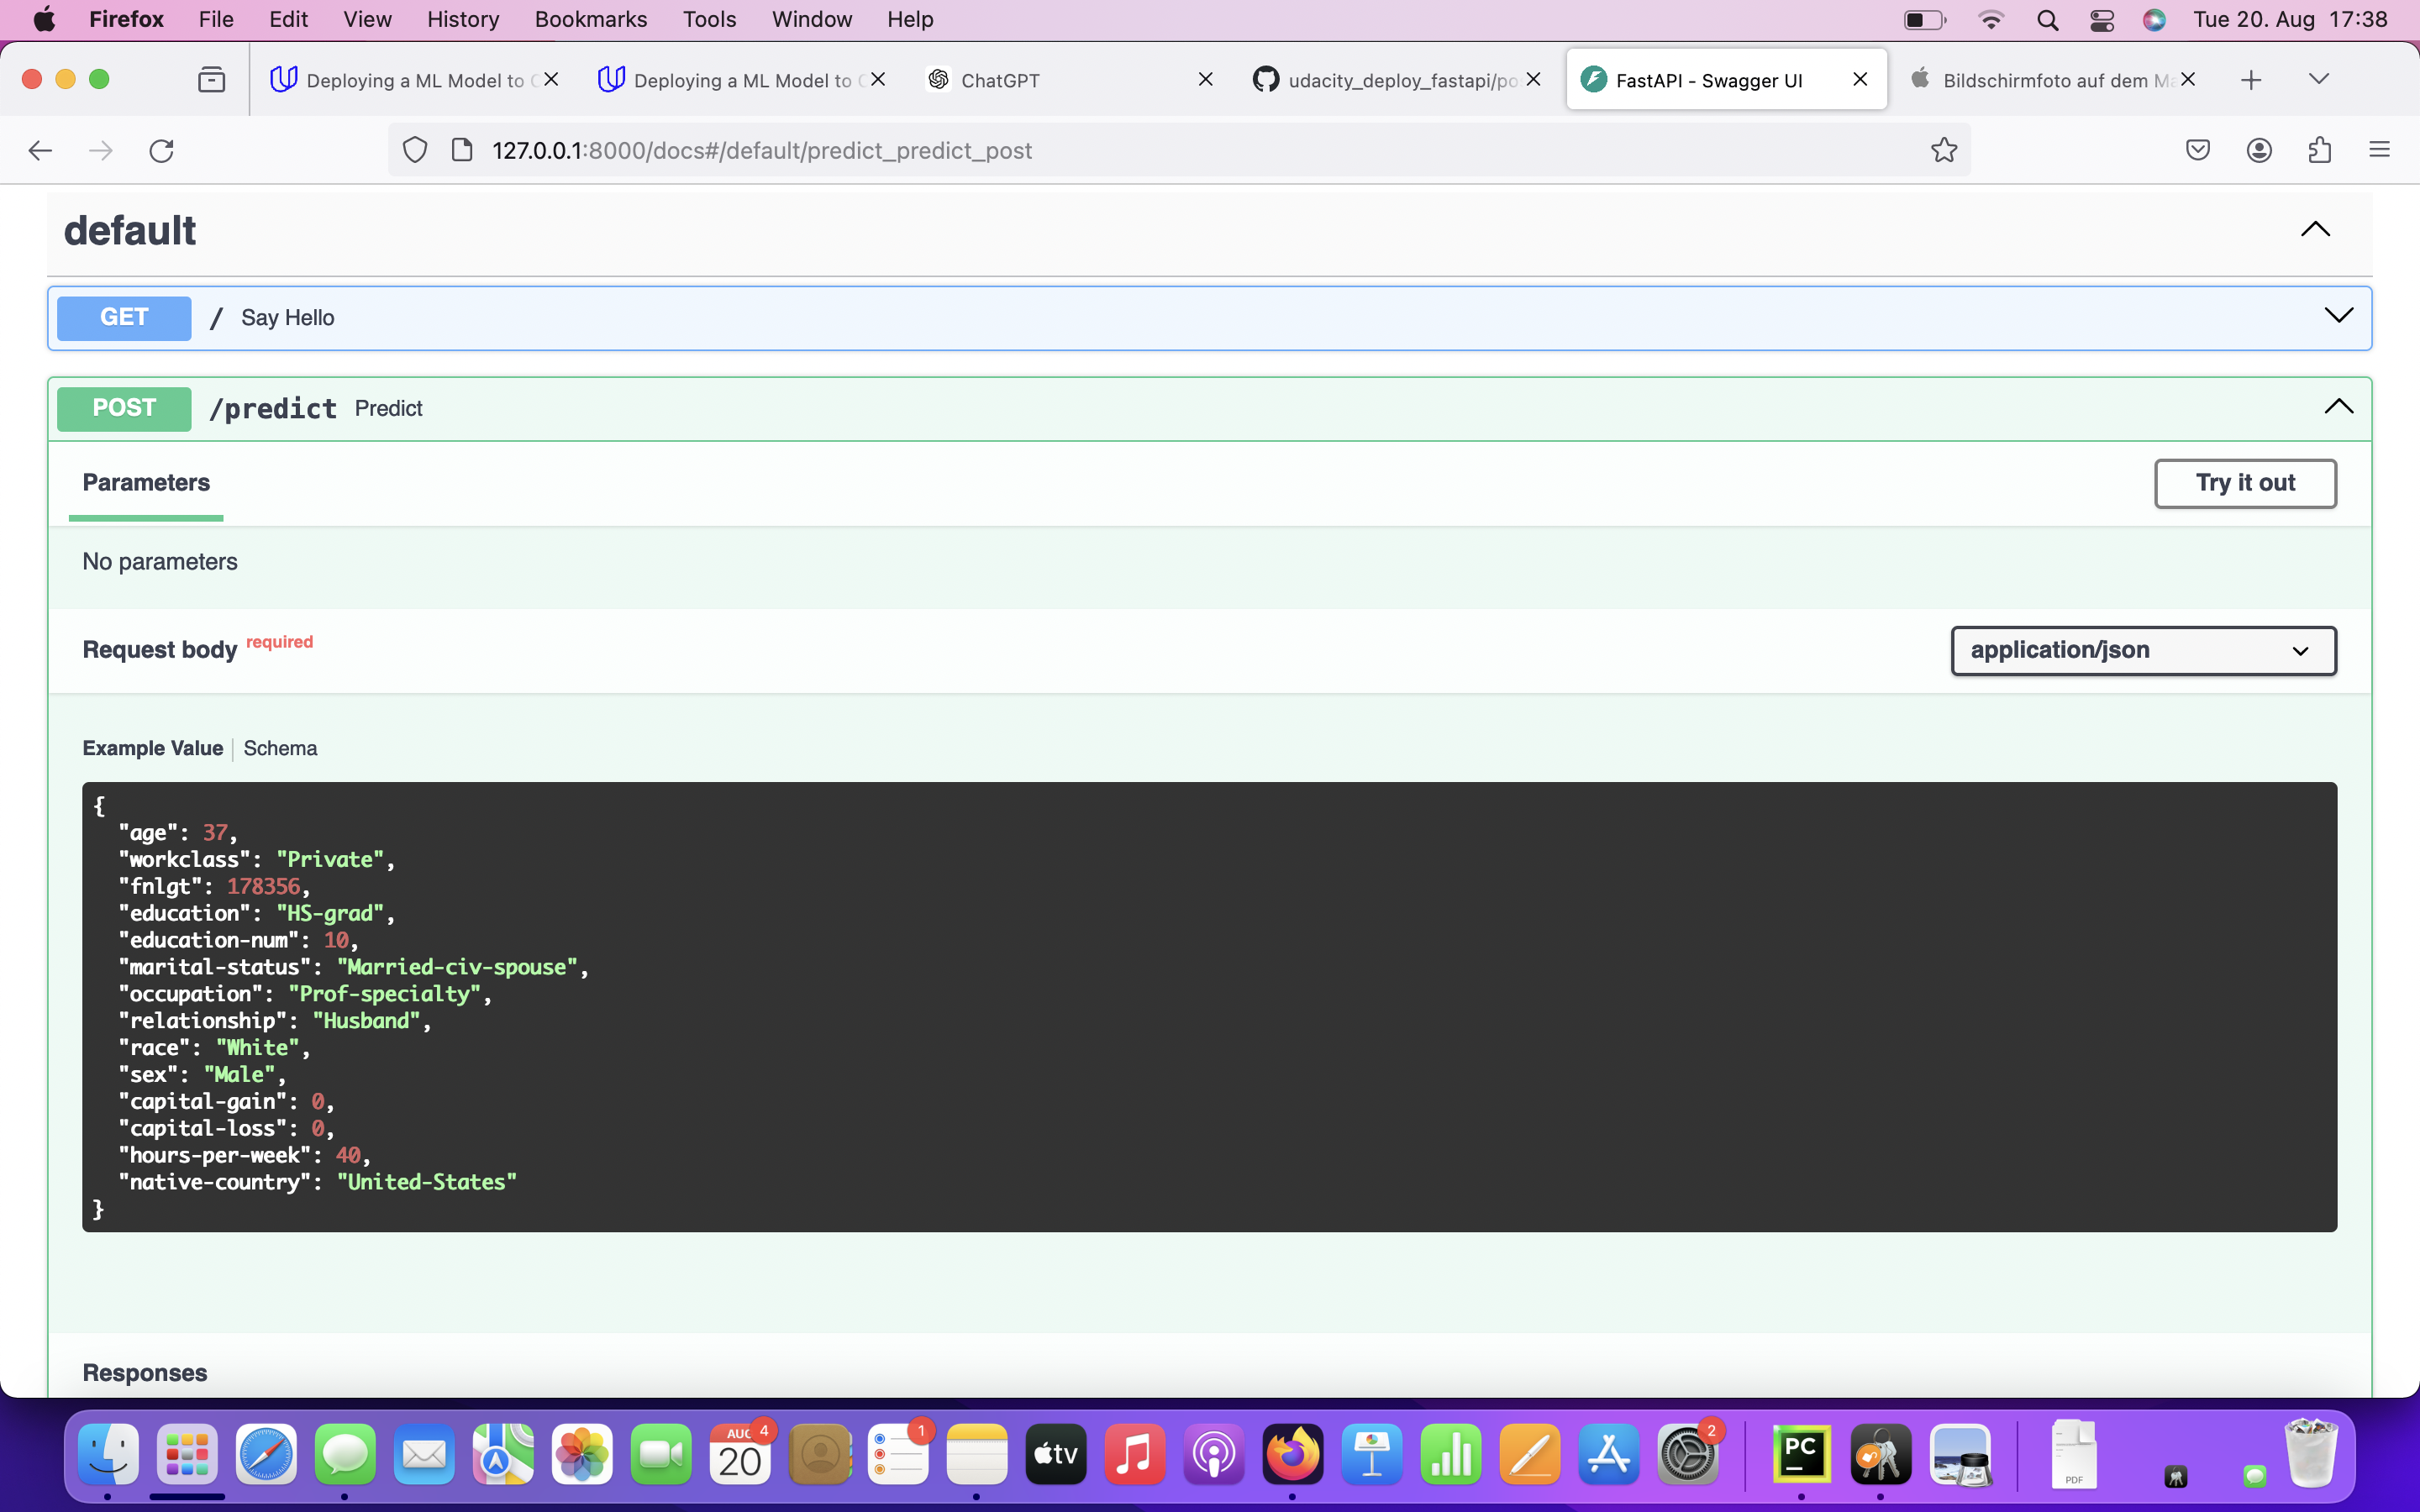 Firefox File Edit View History Bookmarks Tools Window Help Tue 20. Aug 17:38
Deploying a ML Model to C Deploying a ML Model to C ChatGPT udacity_deploy_fastapi/po FastAPI - Swagger UI Bildschirmfoto auf dem Ma
127.0.0.1:8000/docs#/default/predict_predict_post
default
GET / Say Hello
POST /predict Predict
Parameters Try it out
No parameters
Request body required application/json
Example Value Schema
{
"age": 37,
"workclass": "Private",
"fnlgt": 178356,
"education": "HS-grad",
"education-num": 10,
"marital-status": "Married-civ-spouse",
"occupation": "Prof-specialty",
"relationship": "Husband",
"race": "White",
"sex": "Male",
"capital-gain": 0,
"capital-loss": 0,
"hours-per-week": 40,
"native-country": "United-States"
}
Responses
AUG 4 20 1 tv 2 PC PDF